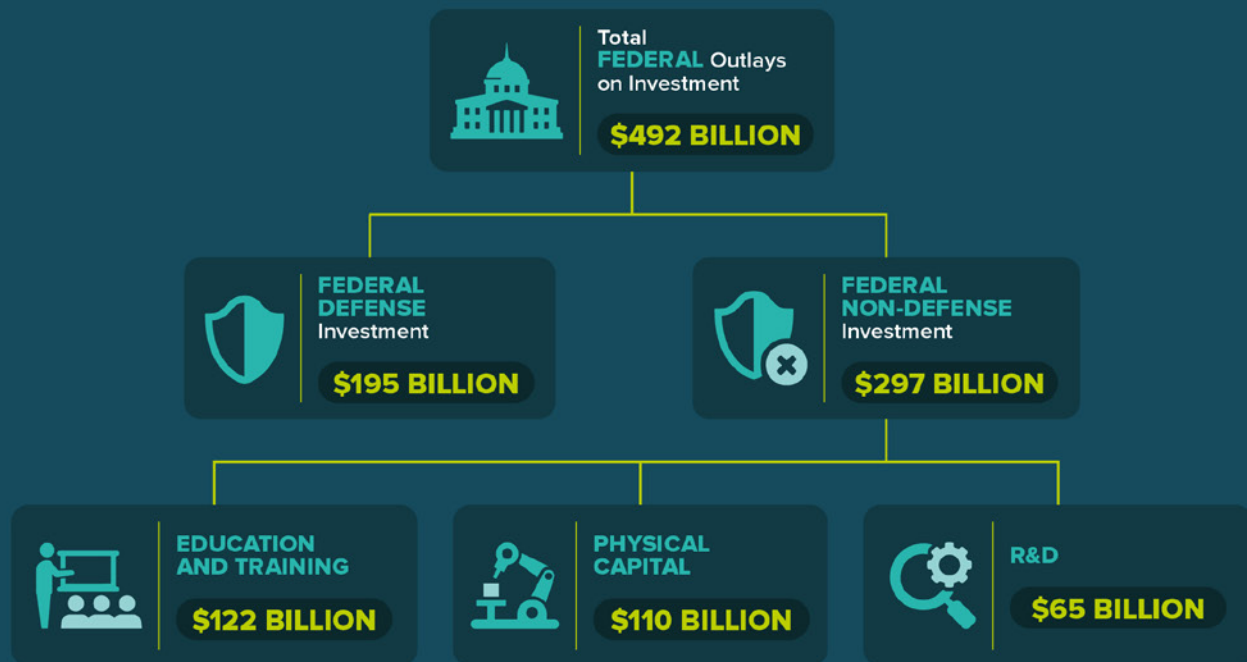 Total
FEDERAL Outlays
on Investment
$492 BILLION
FEDERAL
DEFENSE
Investment
$195 BILLION
FEDERAL
NON-DEFENSE
Investment
$297 BILLION
EDUCATION
AND TRAINING
$122 BILLION
PHYSICAL
CAPITAL
$110 BILLION
R&D
$65 BILLION